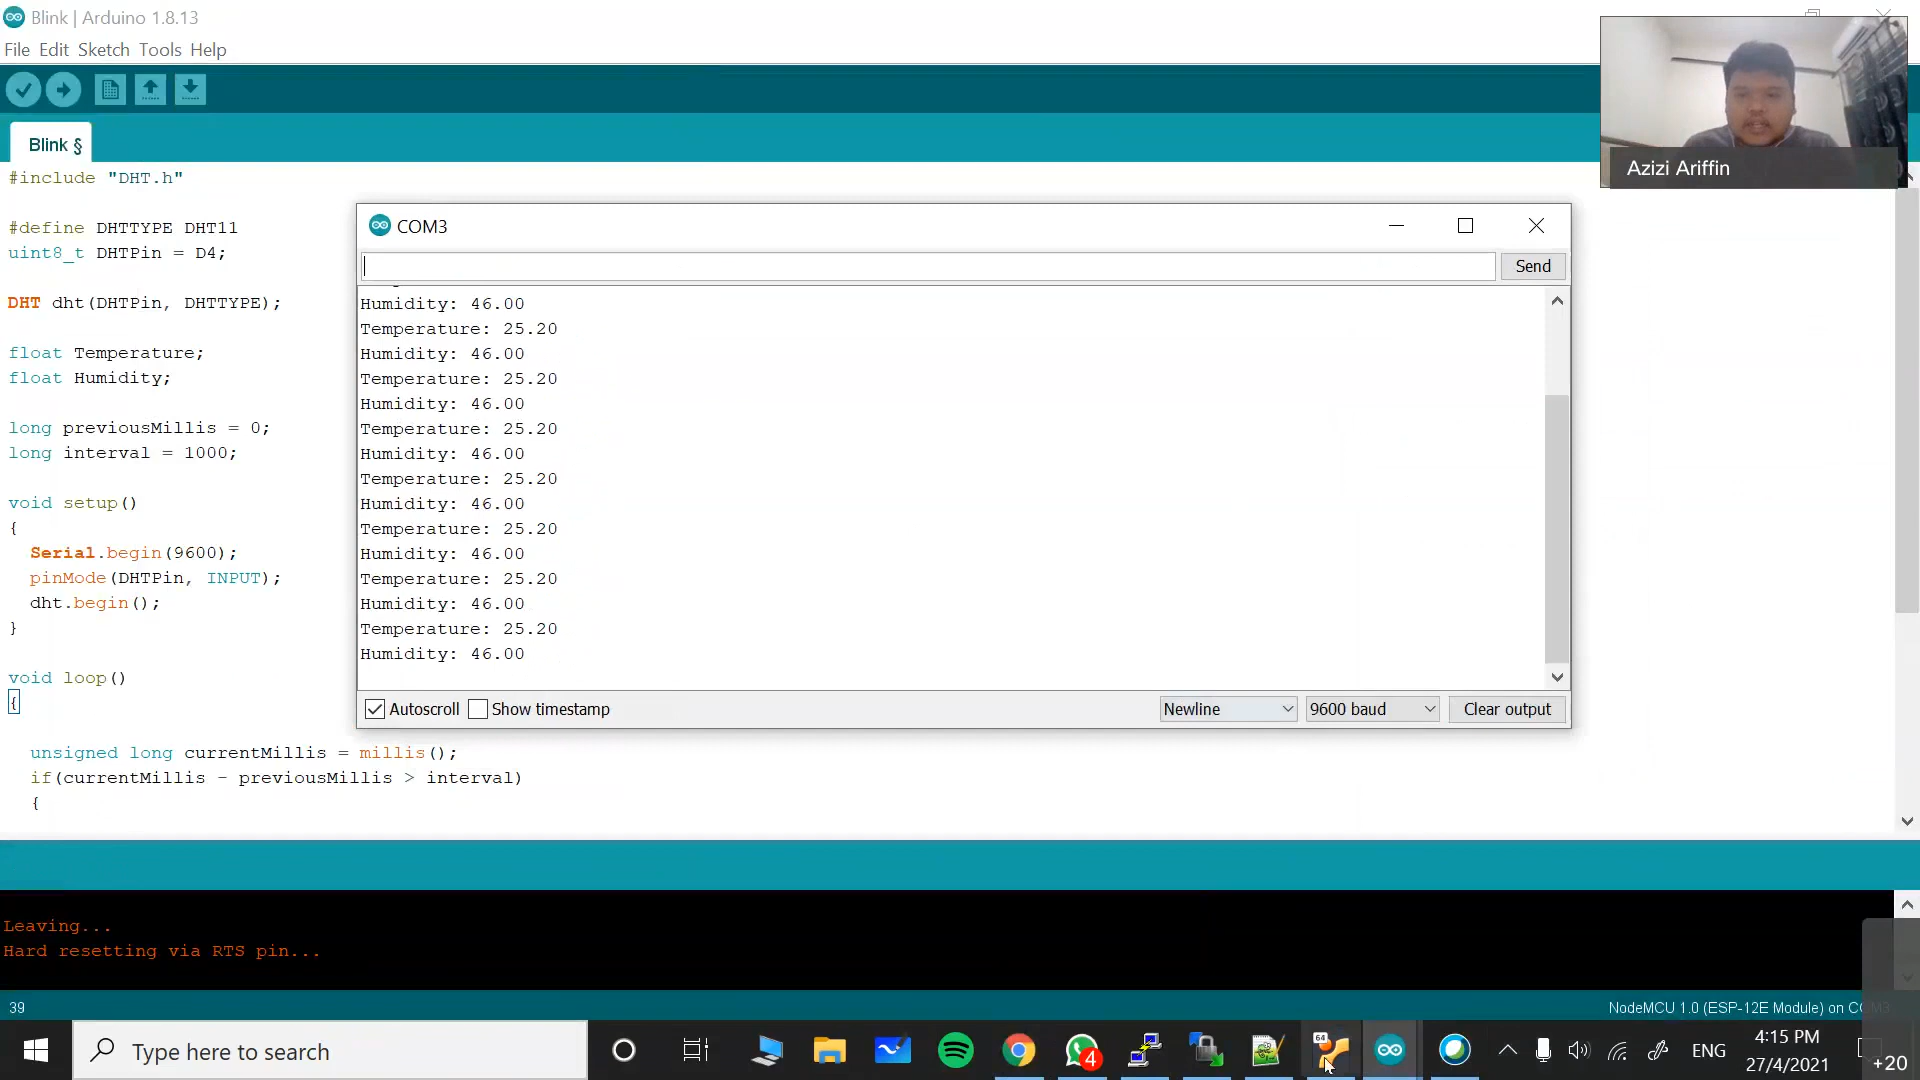 Blink | Arduino 1.8.13
File Edit Sketch Tools Help
Azizi Ariffin
Blink §
#include "DHT.h"
#define DHTTYPE DHT11
uint8_t DHTPin = D4;
DHT dht(DHTPin, DHTTYPE);
float Temperature;
float Humidity;
long previousMillis = 0;
long interval = 1000;
void setup()
{
Serial.begin(9600);
pinMode(DHTPin, INPUT);
dht.begin();
}
void loop()
{
unsigned long currentMillis = millis();
if(currentMillis - previousMillis > interval)
{
COM3
Send
Humidity: 46.00
Temperature: 25.20
Humidity: 46.00
Temperature: 25.20
Humidity: 46.00
Temperature: 25.20
Humidity: 46.00
Temperature: 25.20
Humidity: 46.00
Temperature: 25.20
Humidity: 46.00
Temperature: 25.20
Humidity: 46.00
Temperature: 25.20
Humidity: 46.00
Autoscroll Show timestamp Newline 9600 baud Clear output
Leaving...
Hard resetting via RTS pin...
39
NodeMCU 1.0 (ESP-12E Module) on COM3
Type here to search
4
64
ENG
4:15 PM
27/4/2021
+20